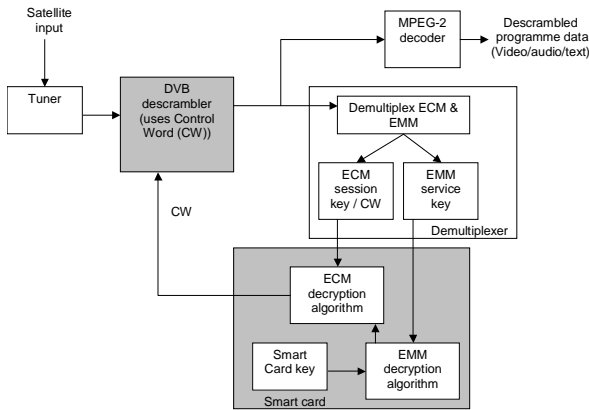 Satellite
input
MPEG-2
decoder
Descrambled
programme data
(Video/audio/text)
Tuner
DVB
descrambler
(uses Control
Word (CW))
Demultiplex ECM &
EMM
ECM
session
key / CW
EMM
service
key
Demultiplexer
CW
ECM
decryption
algorithm
Smart
Card key
EMM
decryption
algorithm
Smart card